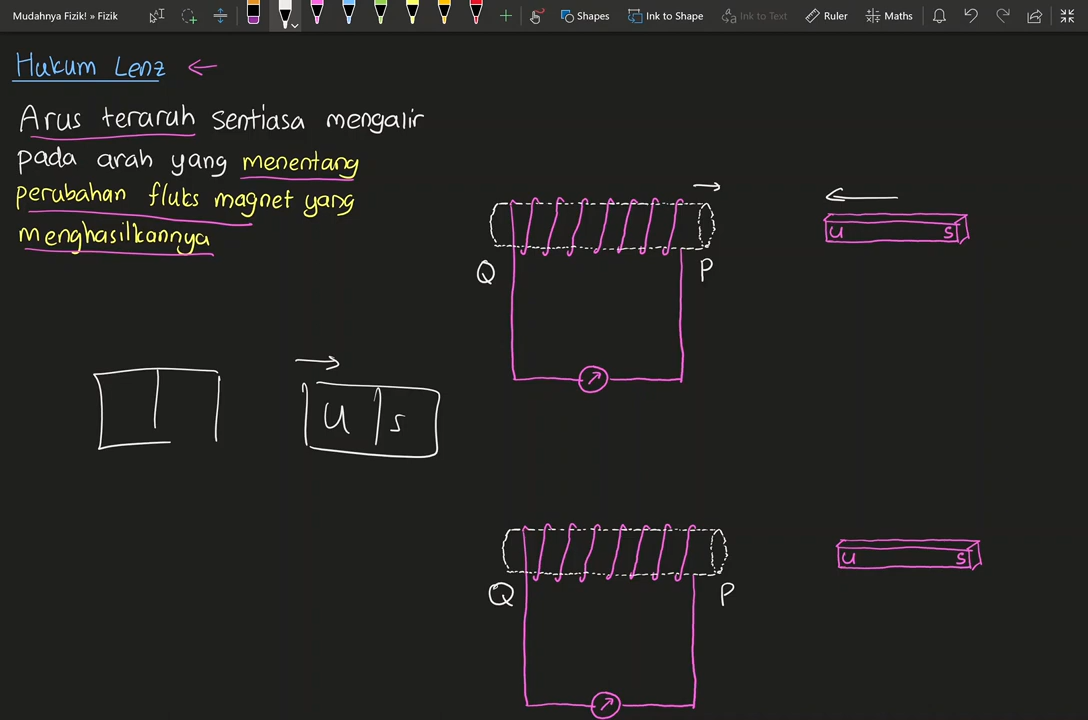 Mudahnya Fizik! » Fizik
Shapes
Ink to Shape
Ink to Text
Ruler
Maths
Hukum Lenz
Arus teraruh sentiasa mengalir
pada arah yang menentang
perubahan fluks magnet yang
menghasilkannya
u s
Q P
u s
u s
Q P